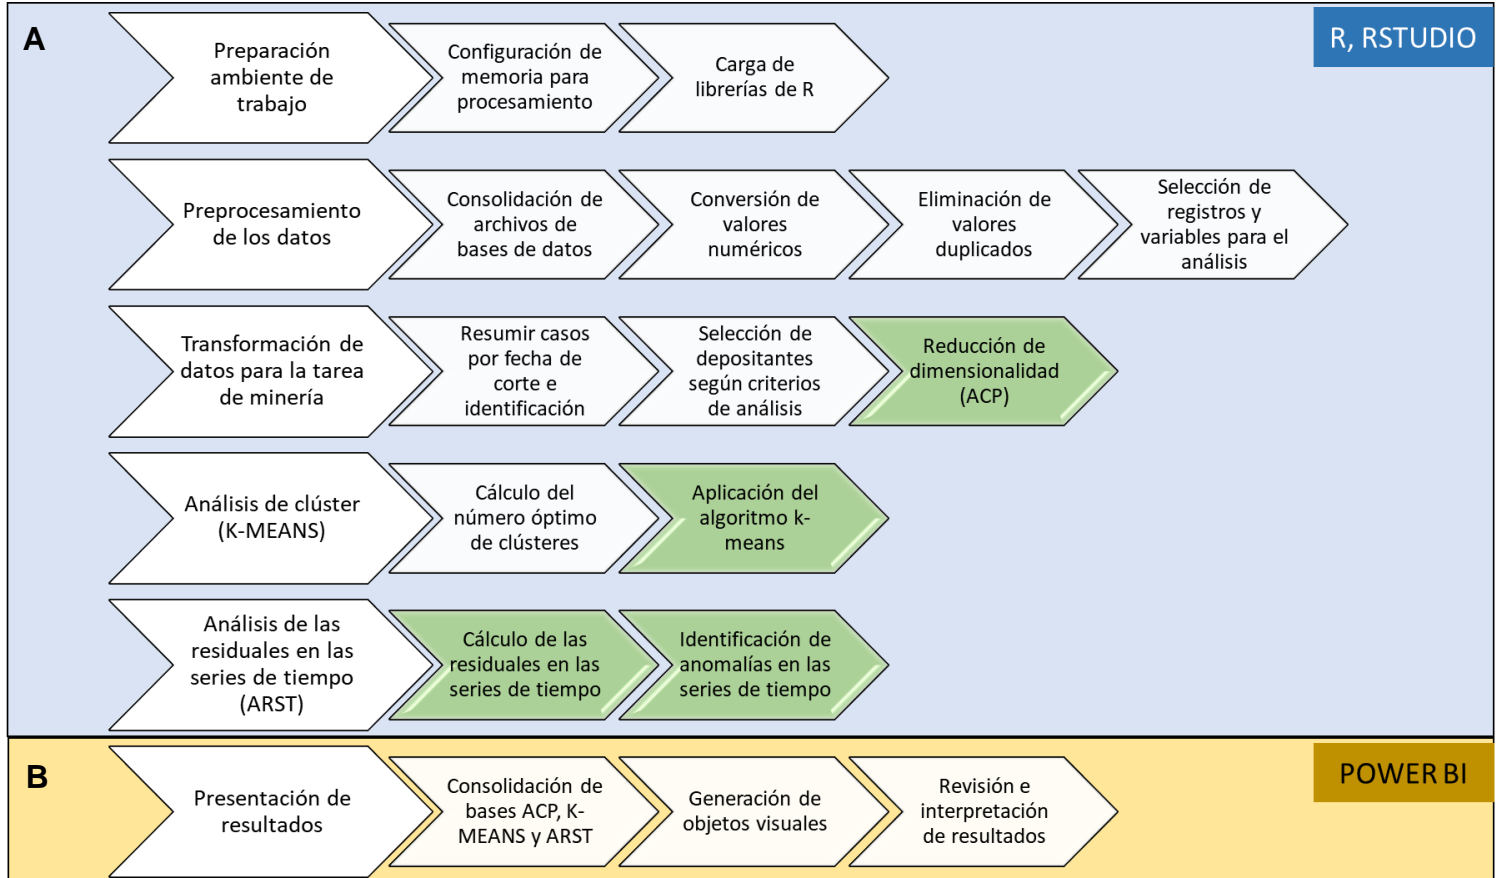 A
R, RSTUDIO
Preparación
ambiente de
trabajo
Configuración de
memoria para
procesamiento
Carga de
librerías de R
Preprocesamiento
de los datos
Consolidación de
archivos de
bases de datos
Conversión de
valores
numéricos
Eliminación de
valores
duplicados
Selección de
registros y
variables para el
análisis
Transformación de
datos para la tarea
de minería
Resumir casos
por fecha de
corte e
identificación
Selección de
depositantes
según criterios
de análisis
Reducción de
dimensionalidad
(ACP)
Análisis de clúster
(K-MEANS)
Cálculo del
número óptimo
de clústeres
Aplicación del
algoritmo k-
means
Análisis de las
residuales en las
series de tiempo
(ARST)
Cálculo de las
residuales en las
series de tiempo
Identificación de
anomalías en las
series de tiempo
B
POWER BI
Presentación de
resultados
Consolidación de
bases ACP, K-
MEANS y ARST
Generación de
objetos visuales
Revisión e
interpretación
de resultados